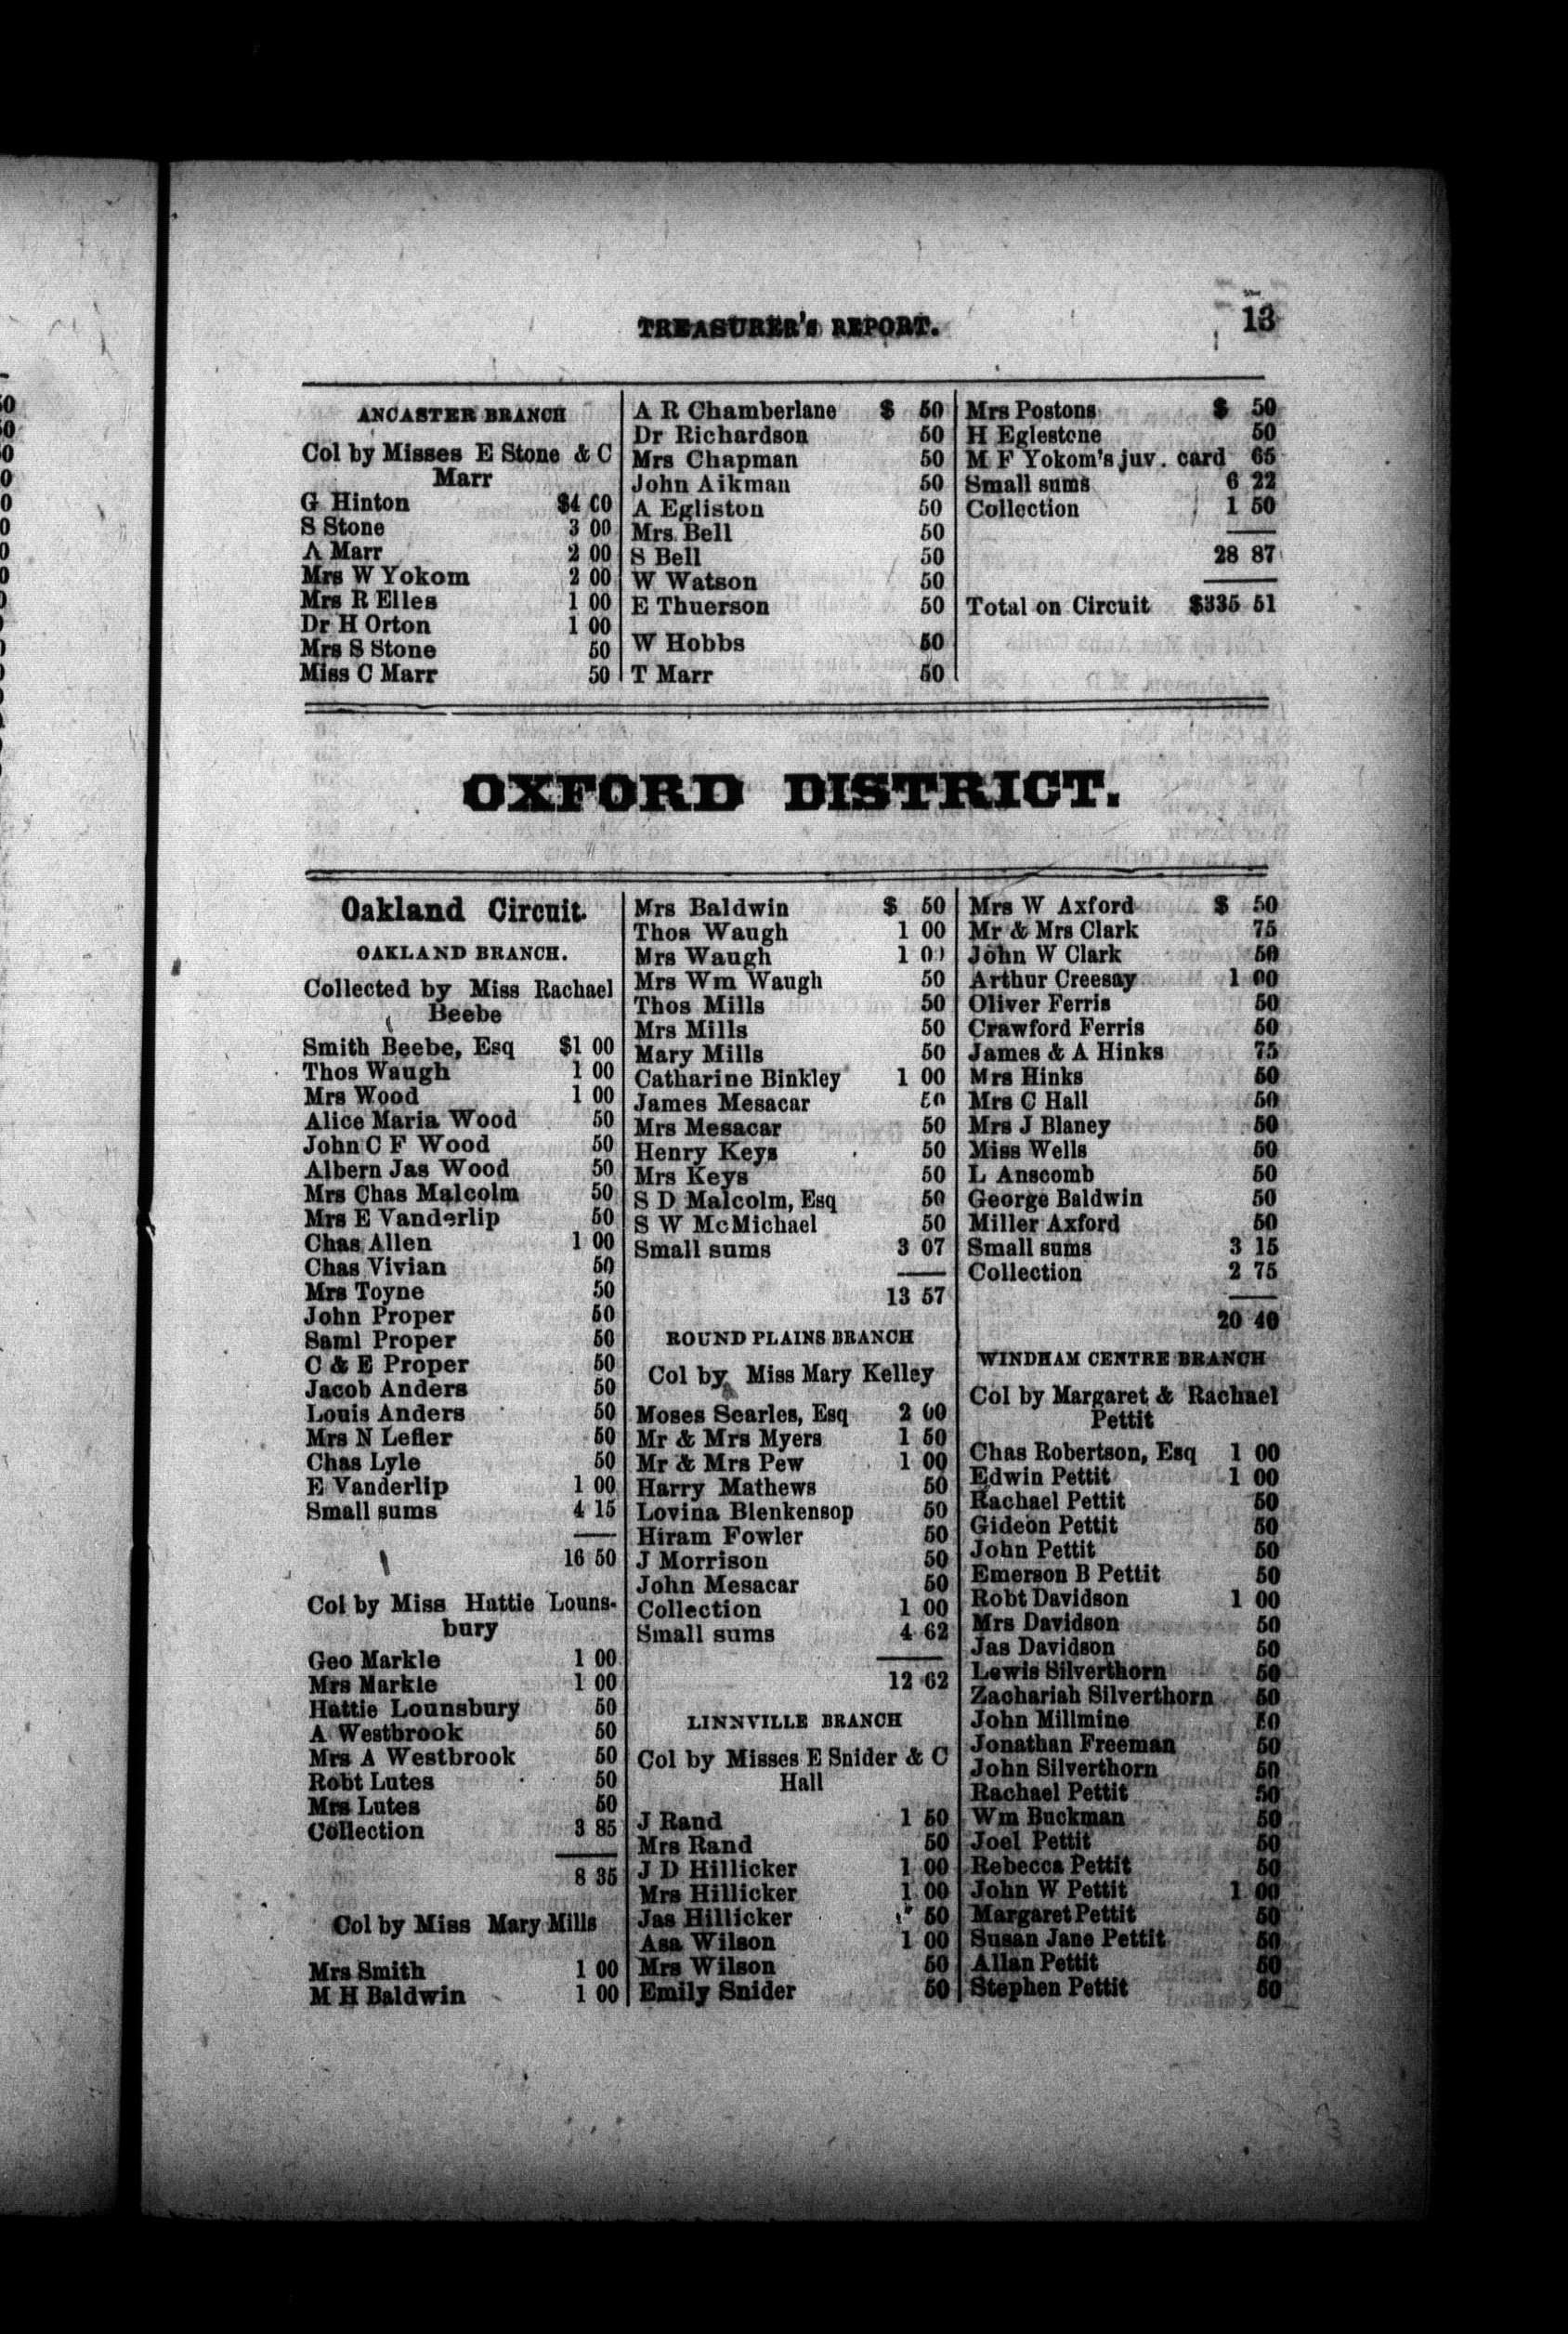 TREASURER'S REPORT.
13
ANCASTER BRANCH
Col by Misses E Stone & C
Marr
G Hinton $4 00
S Stone 3 00
A Marr 2 00
Mrs W Yokom 2 00
Mrs R Elles 1 00
Dr H Orton 1 00
Mrs S Stone 50
Miss C Marr 50
A R Chamberlane $ 50
Dr Richardson 50
Mrs Chapman 50
John Aikman 50
A Egliston 50
Mrs Bell 50
S Bell 50
W Watson 50
E Thuerson 50
W Hobbs 50
T Marr 50
Mrs Postons $ 50
H Eglestone 50
M F Yokom's juv. card 65
Small sums 6 22
Collection 1 50
28 87
Total on Circuit $335 51
OXFORD DISTRICT.
Oakland Circuit.
OAKLAND BRANCH.
Collected by Miss Rachael
Beebe
Smith Beebe, Esq $1 00
Thos Waugh 1 00
Mrs Wood 1 00
Alice Maria Wood 50
John C F Wood 50
Albern Jas Wood 50
Mrs Chas Malcolm 50
Mrs E Vanderlip 50
Chas Allen 1 00
Chas Vivian 50
Mrs Toyne 50
John Proper 50
Saml Proper 50
C & E Proper 50
Jacob Anders 50
Louis Anders 50
Mrs N Lefler 50
Chas Lyle 50
E Vanderlip 1 00
Small sums 4 15
16 50
Col by Miss Hattie Louns-
bury
Geo Markle 1 00
Mrs Markle 1 00
Hattie Lounsbury 50
A Westbrook 50
Mrs A Westbrook 50
Robt Lutes 50
Mrs Lutes 50
Collection 3 85
8 35
Col by Miss Mary Mills
Mrs Smith 1 00
M H Baldwin 1 00
Mrs Baldwin $ 50
Thos Waugh 1 00
Mrs Waugh 1 00
Mrs Wm Waugh 50
Thos Mills 50
Mrs Mills 50
Mary Mills 50
Catharine Binkley 1 00
James Mesacar 50
Mrs Mesacar 50
Henry Keys 50
Mrs Keys 50
S D Malcolm, Esq 50
S W McMichael 50
Small sums 3 07
13 57
ROUND PLAINS BRANCH
Col by Miss Mary Kelley
Moses Searles, Esq 2 00
Mr & Mrs Myers 1 50
Mr & Mrs Pew 1 00
Harry Mathews 50
Lovina Blenkensop 50
Hiram Fowler 50
J Morrison 50
John Mesacar 50
Collection 1 00
Small sums 4 62
12 62
LINNVILLE BRANCH
Col by Misses E Snider & C
Hall
J Rand 1 50
Mrs Rand 50
J D Hillicker 1 00
Mrs Hillicker 1 00
Jas Hillicker 50
Asa Wilson 1 00
Mrs Wilson 50
Emily Snider 50
Mrs W Axford $ 50
Mr & Mrs Clark 75
John W Clark 50
Arthur Creesay 1 00
Oliver Ferris 50
Crawford Ferris 50
James & A Hinks 75
Mrs Hinks 50
Mrs C Hall 50
Mrs J Blaney 50
Miss Wells 50
L Anscomb 50
George Baldwin 50
Miller Axford 50
Small sums 3 15
Collection 2 75
20 40
WINDHAM CENTRE BRANCH
Col by Margaret & Rachael
Pettit
Chas Robertson, Esq 1 00
Edwin Pettit 1 00
Rachael Pettit 50
Gideon Pettit 50
John Pettit 50
Emerson B Pettit 50
Robt Davidson 1 00
Mrs Davidson 50
Jas Davidson 50
Lewis Silverthorn 50
Zachariah Silverthorn 50
John Millmine 50
Jonathan Freeman 50
John Silverthorn 50
Rachael Pettit 50
Wm Buckman 50
Joel Pettit 50
Rebecca Pettit 50
John W Pettit 1 00
Margaret Pettit 50
Susan Jane Pettit 50
Allan Pettit 50
Stephen Pettit 50